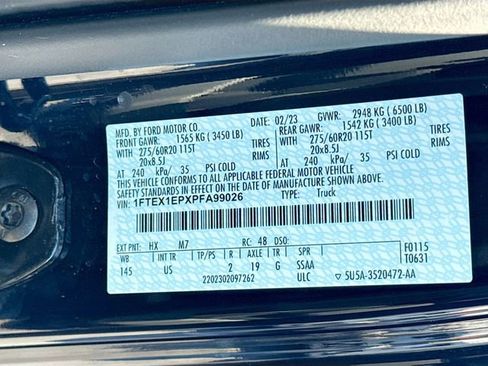 MFD. BY FORD MOTOR CO. DATE: 02/23 GVWR: 2948 KG (6500 LB)
FRONT GAWR: 1565 KG (3450 LB) REAR GAWR: 1542 KG (3400 LB)
WITH 275/60R20 115T TIRES WITH 275/60R20 115T TIRES
20x8.5J RIMS 20x8.5J RIMS
AT 240 kPa/ 35 PSI COLD AT 240 kPa/ 35 PSI COLD
THIS VEHICLE CONFORMS TO ALL APPLICABLE FEDERAL MOTOR VEHICLE
SAFETY STANDARDS IN EFFECT ON THE DATE OF MANUFACTURE SHOWN ABOVE.
VIN: 1FTEX1EPXPFA99026 TYPE: Truck
EXT PNT: HX M7 RC: 48 DSO: F0115
WB INT TR TP/PS R AXLE TR SPR T0631
145 US 2 19 G SSAA
2202302097262 ULC ▽ 5U5A-3520472-AA